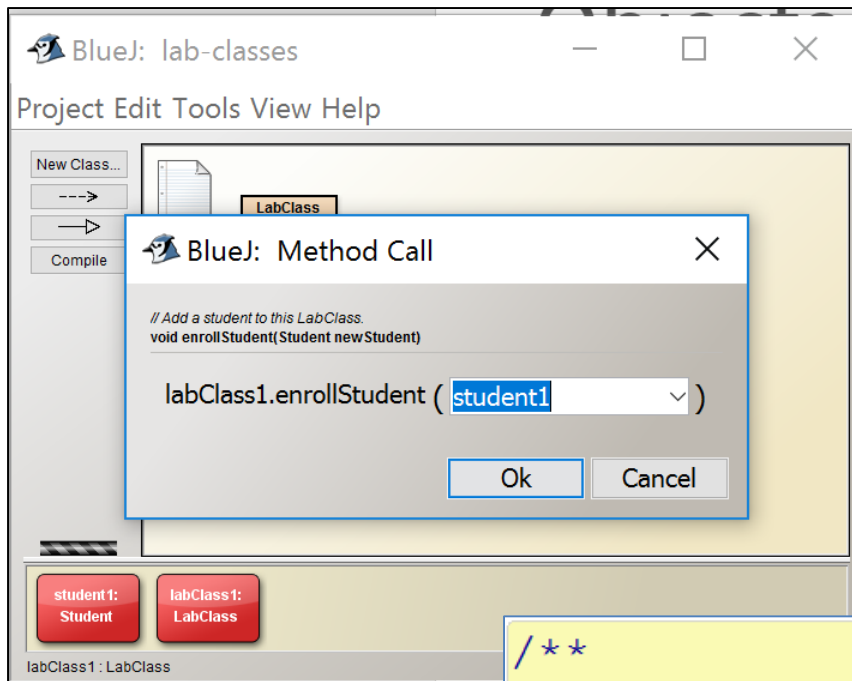 BlueJ: lab-classes
Project Edit Tools View Help
New Class...
Compile
LabClass
BlueJ: Method Call
// Add a student to this LabClass.
void enrollStudent(Student newStudent)
labClass1.enrollStudent ( student1 )
Ok
Cancel
student1:
Student
labClass1:
LabClass
labClass1 : LabClass
/**